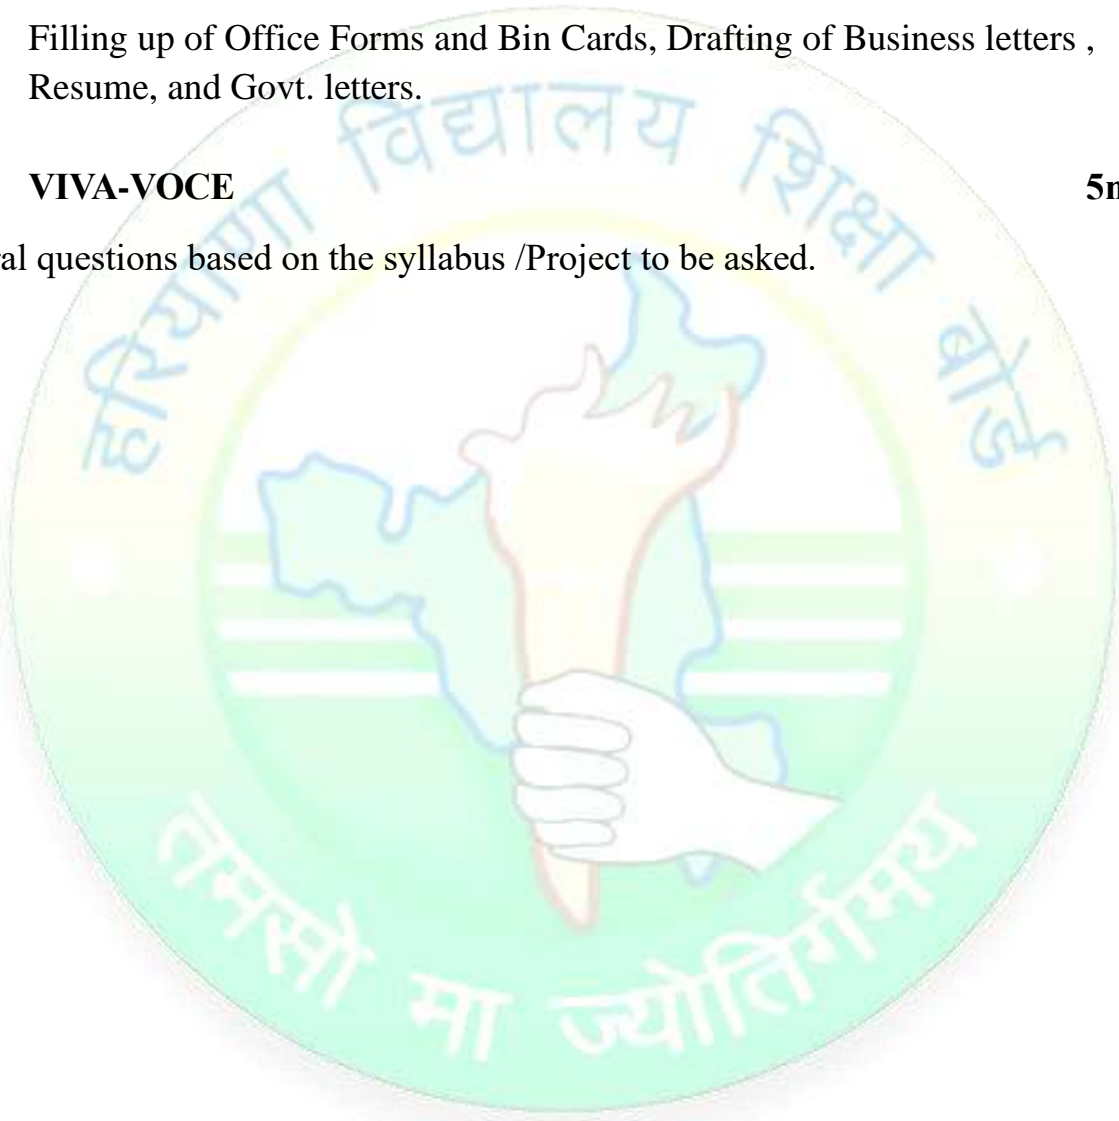 Filling up of Office Forms and Bin Cards, Drafting of Business letters ,
Resume, and Govt. letters.
VIVA-VOCE
questions based on the syllabus /Project to be asked.
हरियाणा विद्यालय शिक्षा बोर्ड
तमसो मा ज्योतिर्गमय